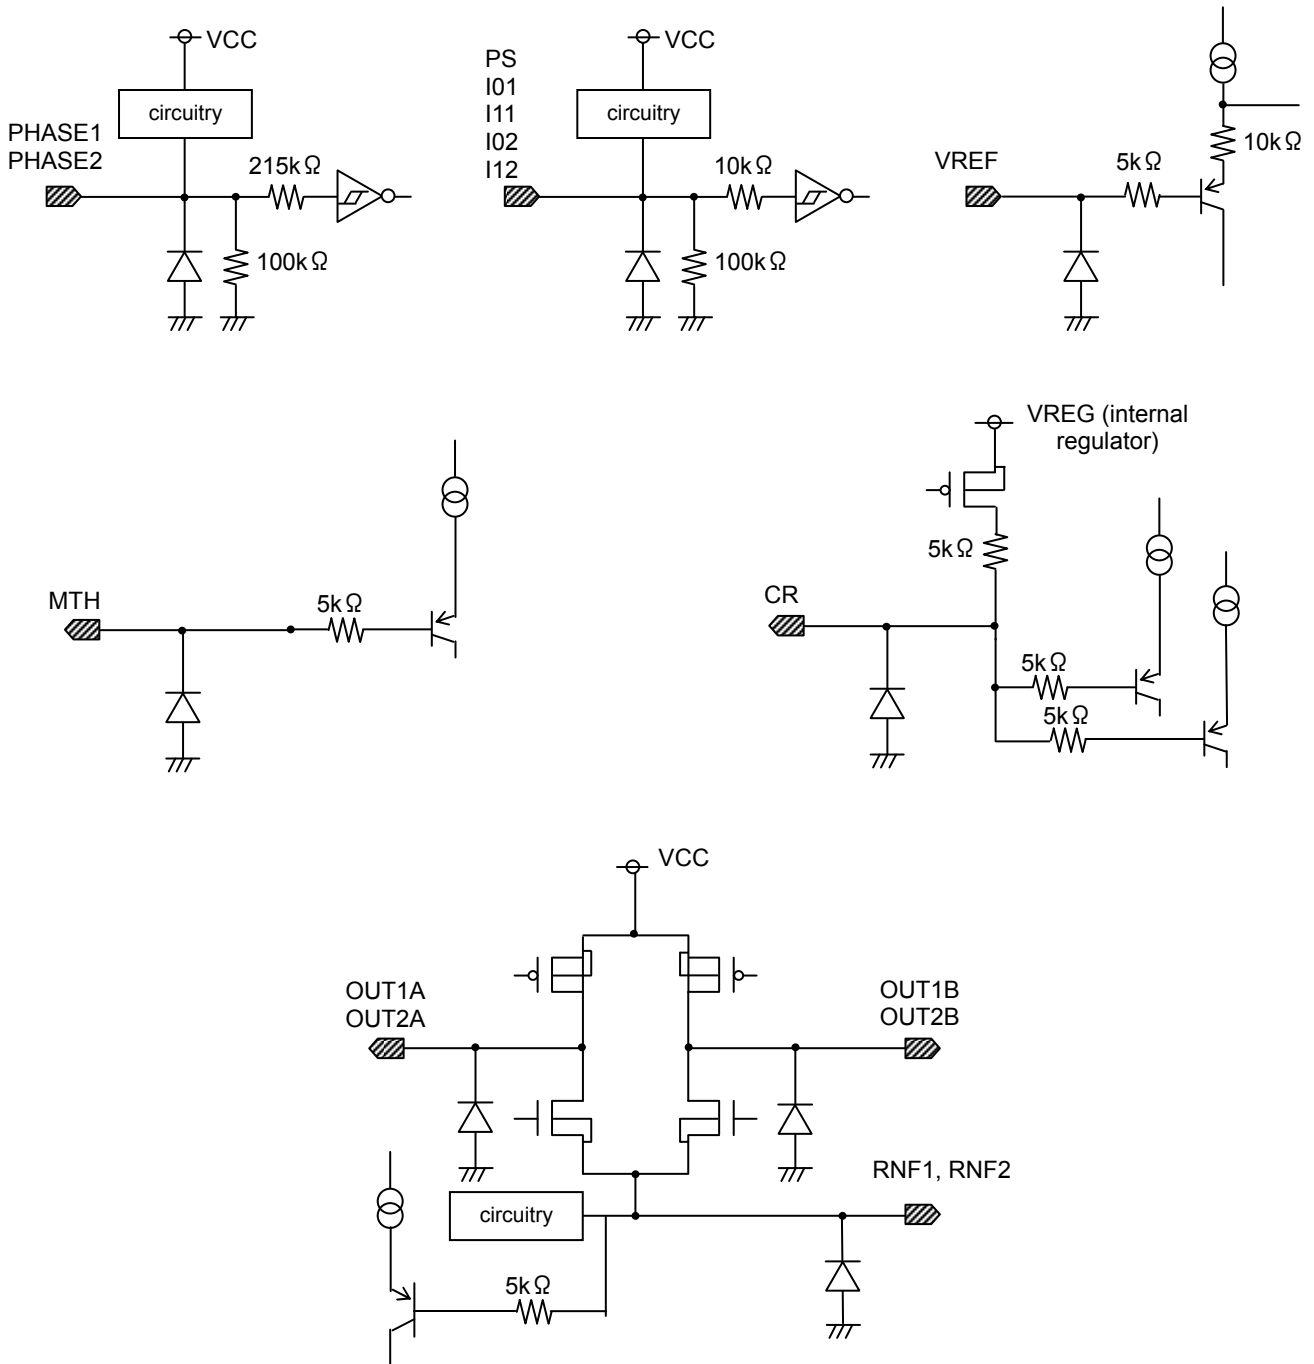 VCC
circuitry
PHASE1
PHASE2
215kΩ
100kΩ
VCC
PS
I01
I11
I02
I12
circuitry
10kΩ
100kΩ
VREF
5kΩ
10kΩ
MTH
5kΩ
VREG (internal
regulator)
5kΩ
CR
5kΩ
5kΩ
VCC
OUT1A
OUT2A
OUT1B
OUT2B
RNF1, RNF2
circuitry
5kΩ